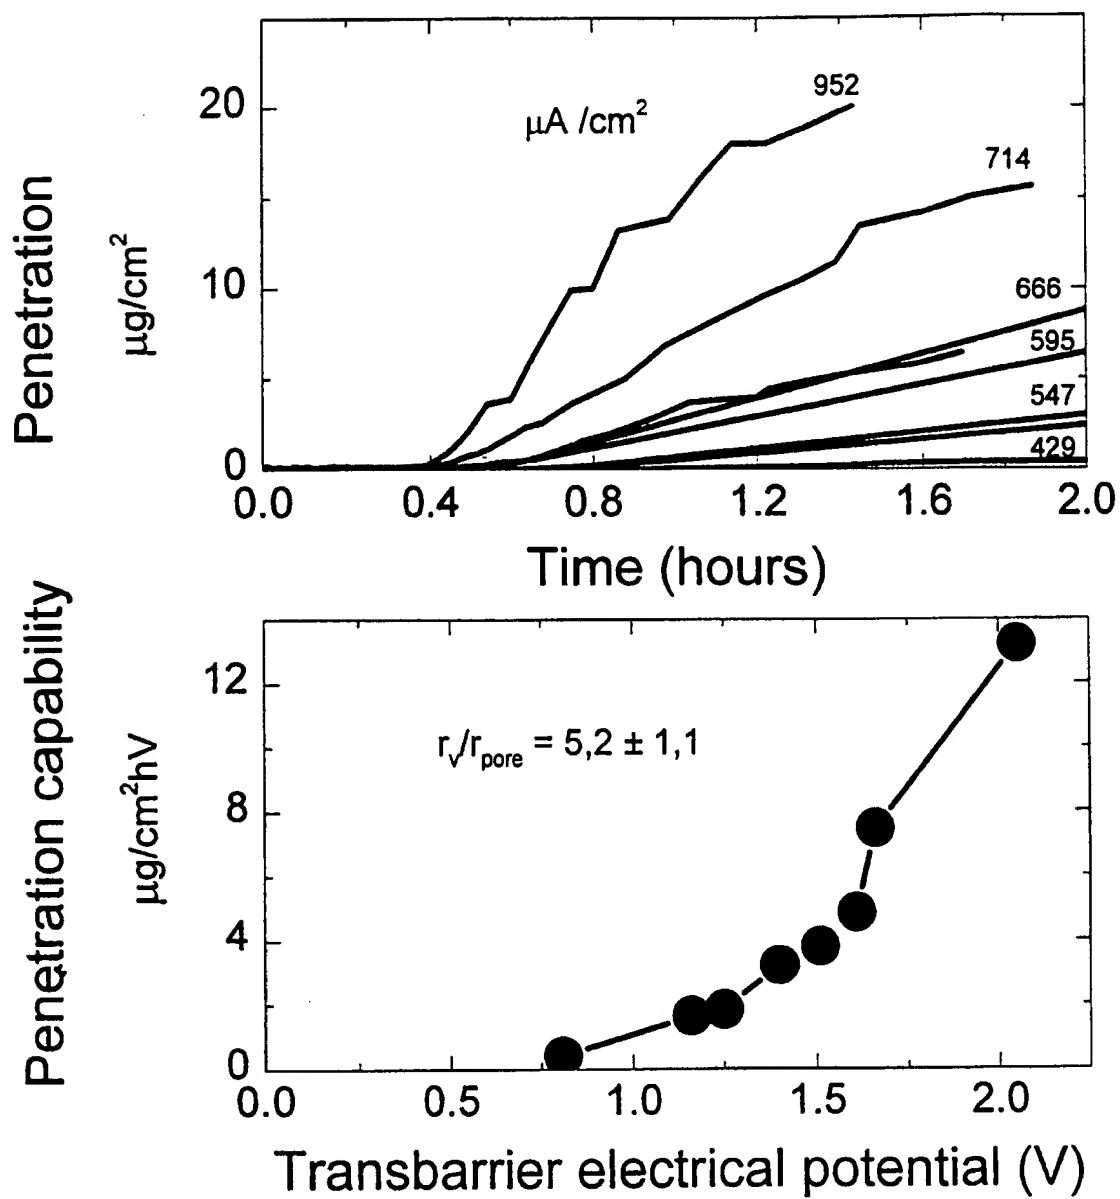 Penetration
µg/cm²
20
10
0
µA /cm²
952
714
666
595
547
429
0.0 0.4 0.8 1.2 1.6 2.0
Time (hours)
Penetration capability
µg/cm²hV
12
8
4
0
r_v/r_pore = 5,2 ± 1,1
0.0 0.5 1.0 1.5 2.0
Transbarrier electrical potential (V)